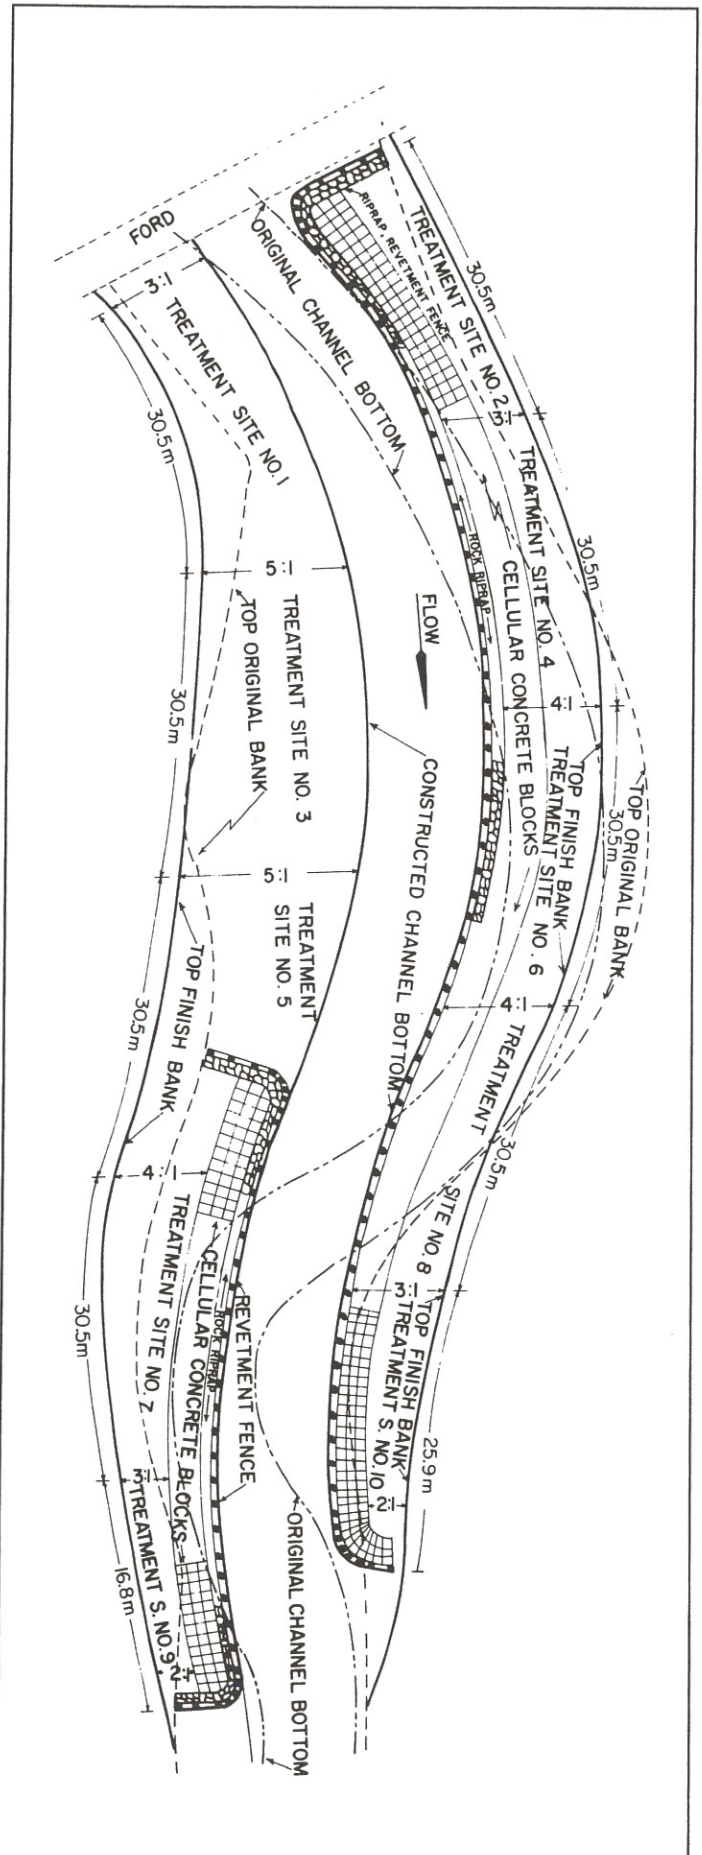 FORD
3:1
TREATMENT SITE NO. 1
30.5m
ORIGINAL CHANNEL BOTTOM
RIPRAP, REVETMENT FENCE
TREATMENT SITE NO. 2
30.5m
3:1
TREATMENT SITE NO. 4
30.5m
ROCK RIPRAP
CELLULAR CONCRETE BLOCKS
FLOW
5:1
TREATMENT SITE NO. 3
TOP ORIGINAL BANK
30.5m
4:1
TOP FINISH BANK
TREATMENT SITE NO. 6
30.5m
TOP ORIGINAL BANK
CONSTRUCTED CHANNEL BOTTOM
5:1
TREATMENT
SITE NO. 5
TOP FINISH BANK
30.5m
4:1
TREATMENT
SITE NO. 8
30.5m
4:1
TREATMENT SITE NO. 7
30.5m
CELLULAR CONCRETE BLOCKS
ROCK RIPRAP
REVETMENT FENCE
3:1
TOP FINISH BANK
TREATMENT S. NO. 10
25.9m
2:1
3:1
TREATMENT S. NO. 9
16.8m
2:1
ORIGINAL CHANNEL BOTTOM